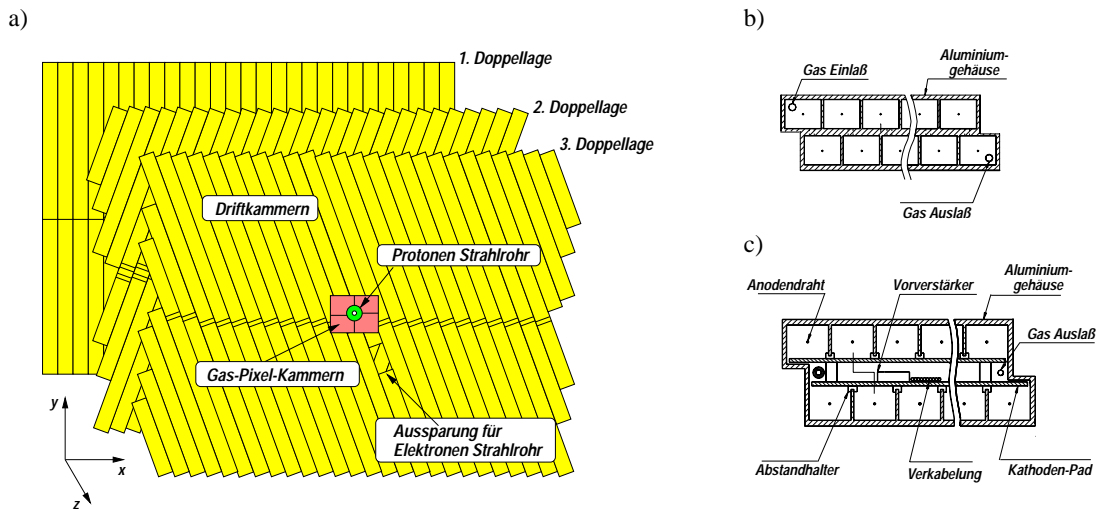 a)
1. Doppellage
2. Doppellage
3. Doppellage
Driftkammern
Protonen Strahlrohr
Gas-Pixel-Kammern
Aussparung für
Elektronen Strahlrohr
y
x
z
b)
Gas Einlaß
Aluminium-
gehäuse
Gas Auslaß
c)
Anodendraht
Vorverstärker
Aluminium-
gehäuse
Gas Auslaß
Abstandhalter
Verkabelung
Kathoden-Pad